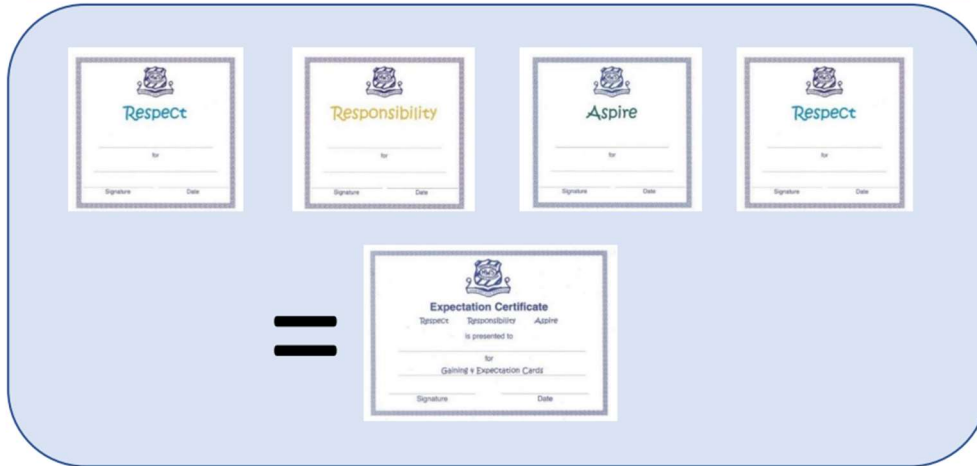 Respect
for
Signature Date
Responsibility
for
Signature Date
Aspire
for
Signature Date
Respect
for
Signature Date
=
Expectation Certificate
Respect Responsibility Aspire
is presented to
for
Gaining 4 Expectation Cards
Signature Date